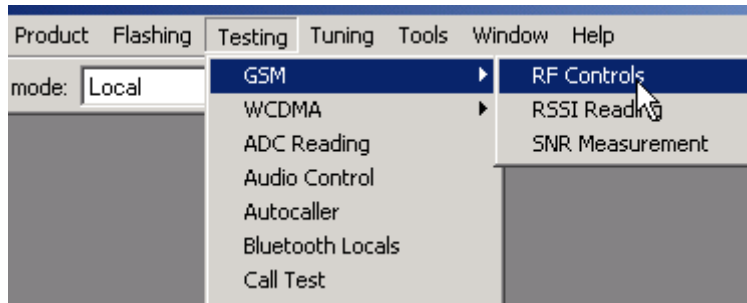 Product Flashing Testing Tuning Tools Window Help
mode: Local
GSM
WCDMA
ADC Reading
Audio Control
Autocaller
Bluetooth Locals
Call Test
RF Controls
RSSI Reading
SNR Measurement